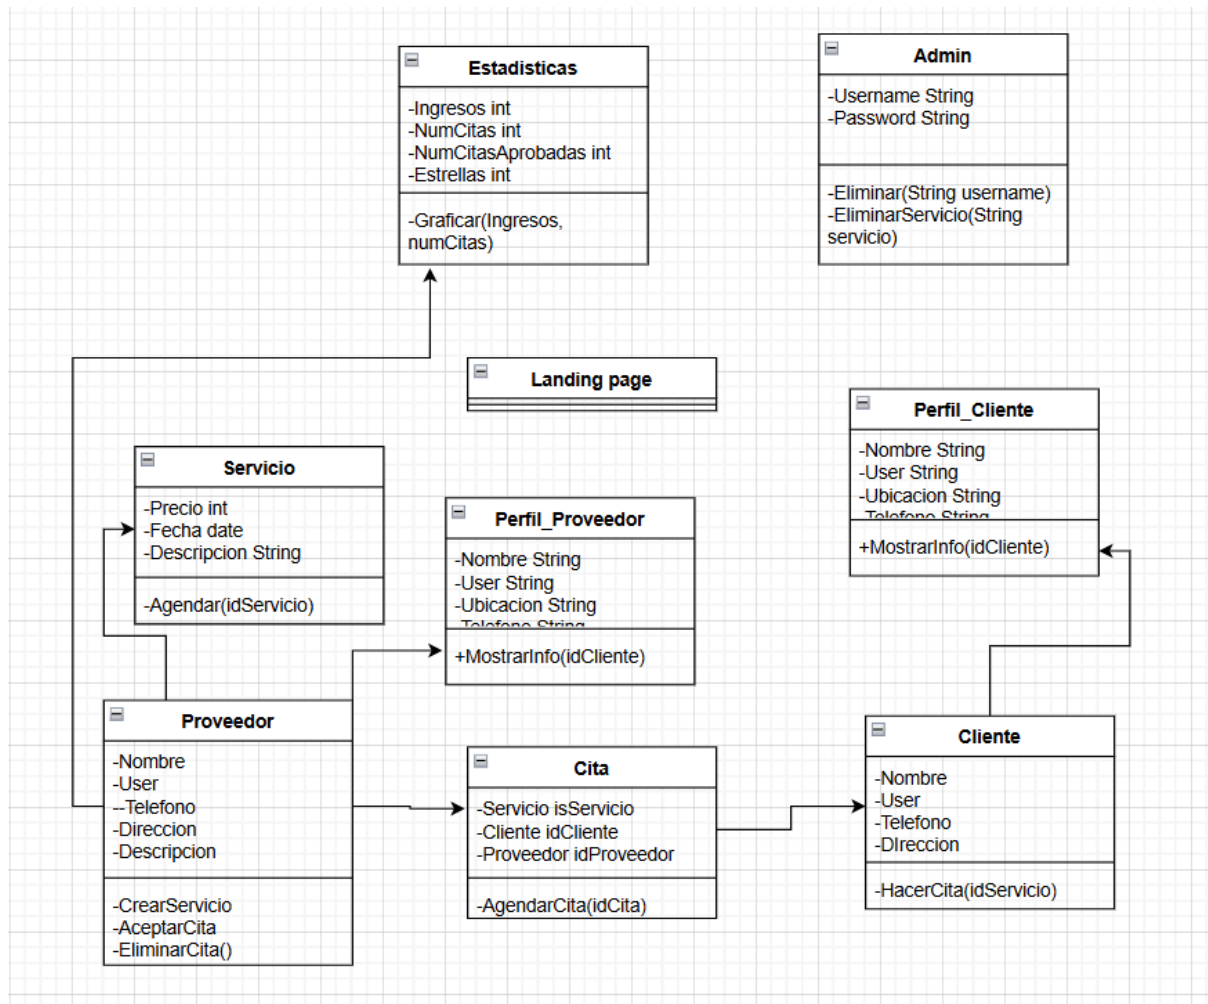 Estadisticas
-Ingresos int
-NumCitas int
-NumCitasAprobadas int
-Estrellas int
-Graficar(Ingresos,
numCitas)
Admin
-Username String
-Password String
-Eliminar(String username)
-EliminarServicio(String
servicio)
Landing page
Perfil_Cliente
-Nombre String
-User String
-Ubicacion String
-Telefono String
+MostrarInfo(idCliente)
Servicio
-Precio int
-Fecha date
-Descripcion String
-Agendar(idServicio)
Perfil_Proveedor
-Nombre String
-User String
-Ubicacion String
-Telefono String
+MostrarInfo(idCliente)
Proveedor
-Nombre
-User
--Telefono
-Direccion
-Descripcion
-CrearServicio
-AceptarCita
-EliminarCita()
Cita
-Servicio isServicio
-Cliente idCliente
-Proveedor idProveedor
-AgendarCita(idCita)
Cliente
-Nombre
-User
-Telefono
-DIreccion
-HacerCita(idServicio)